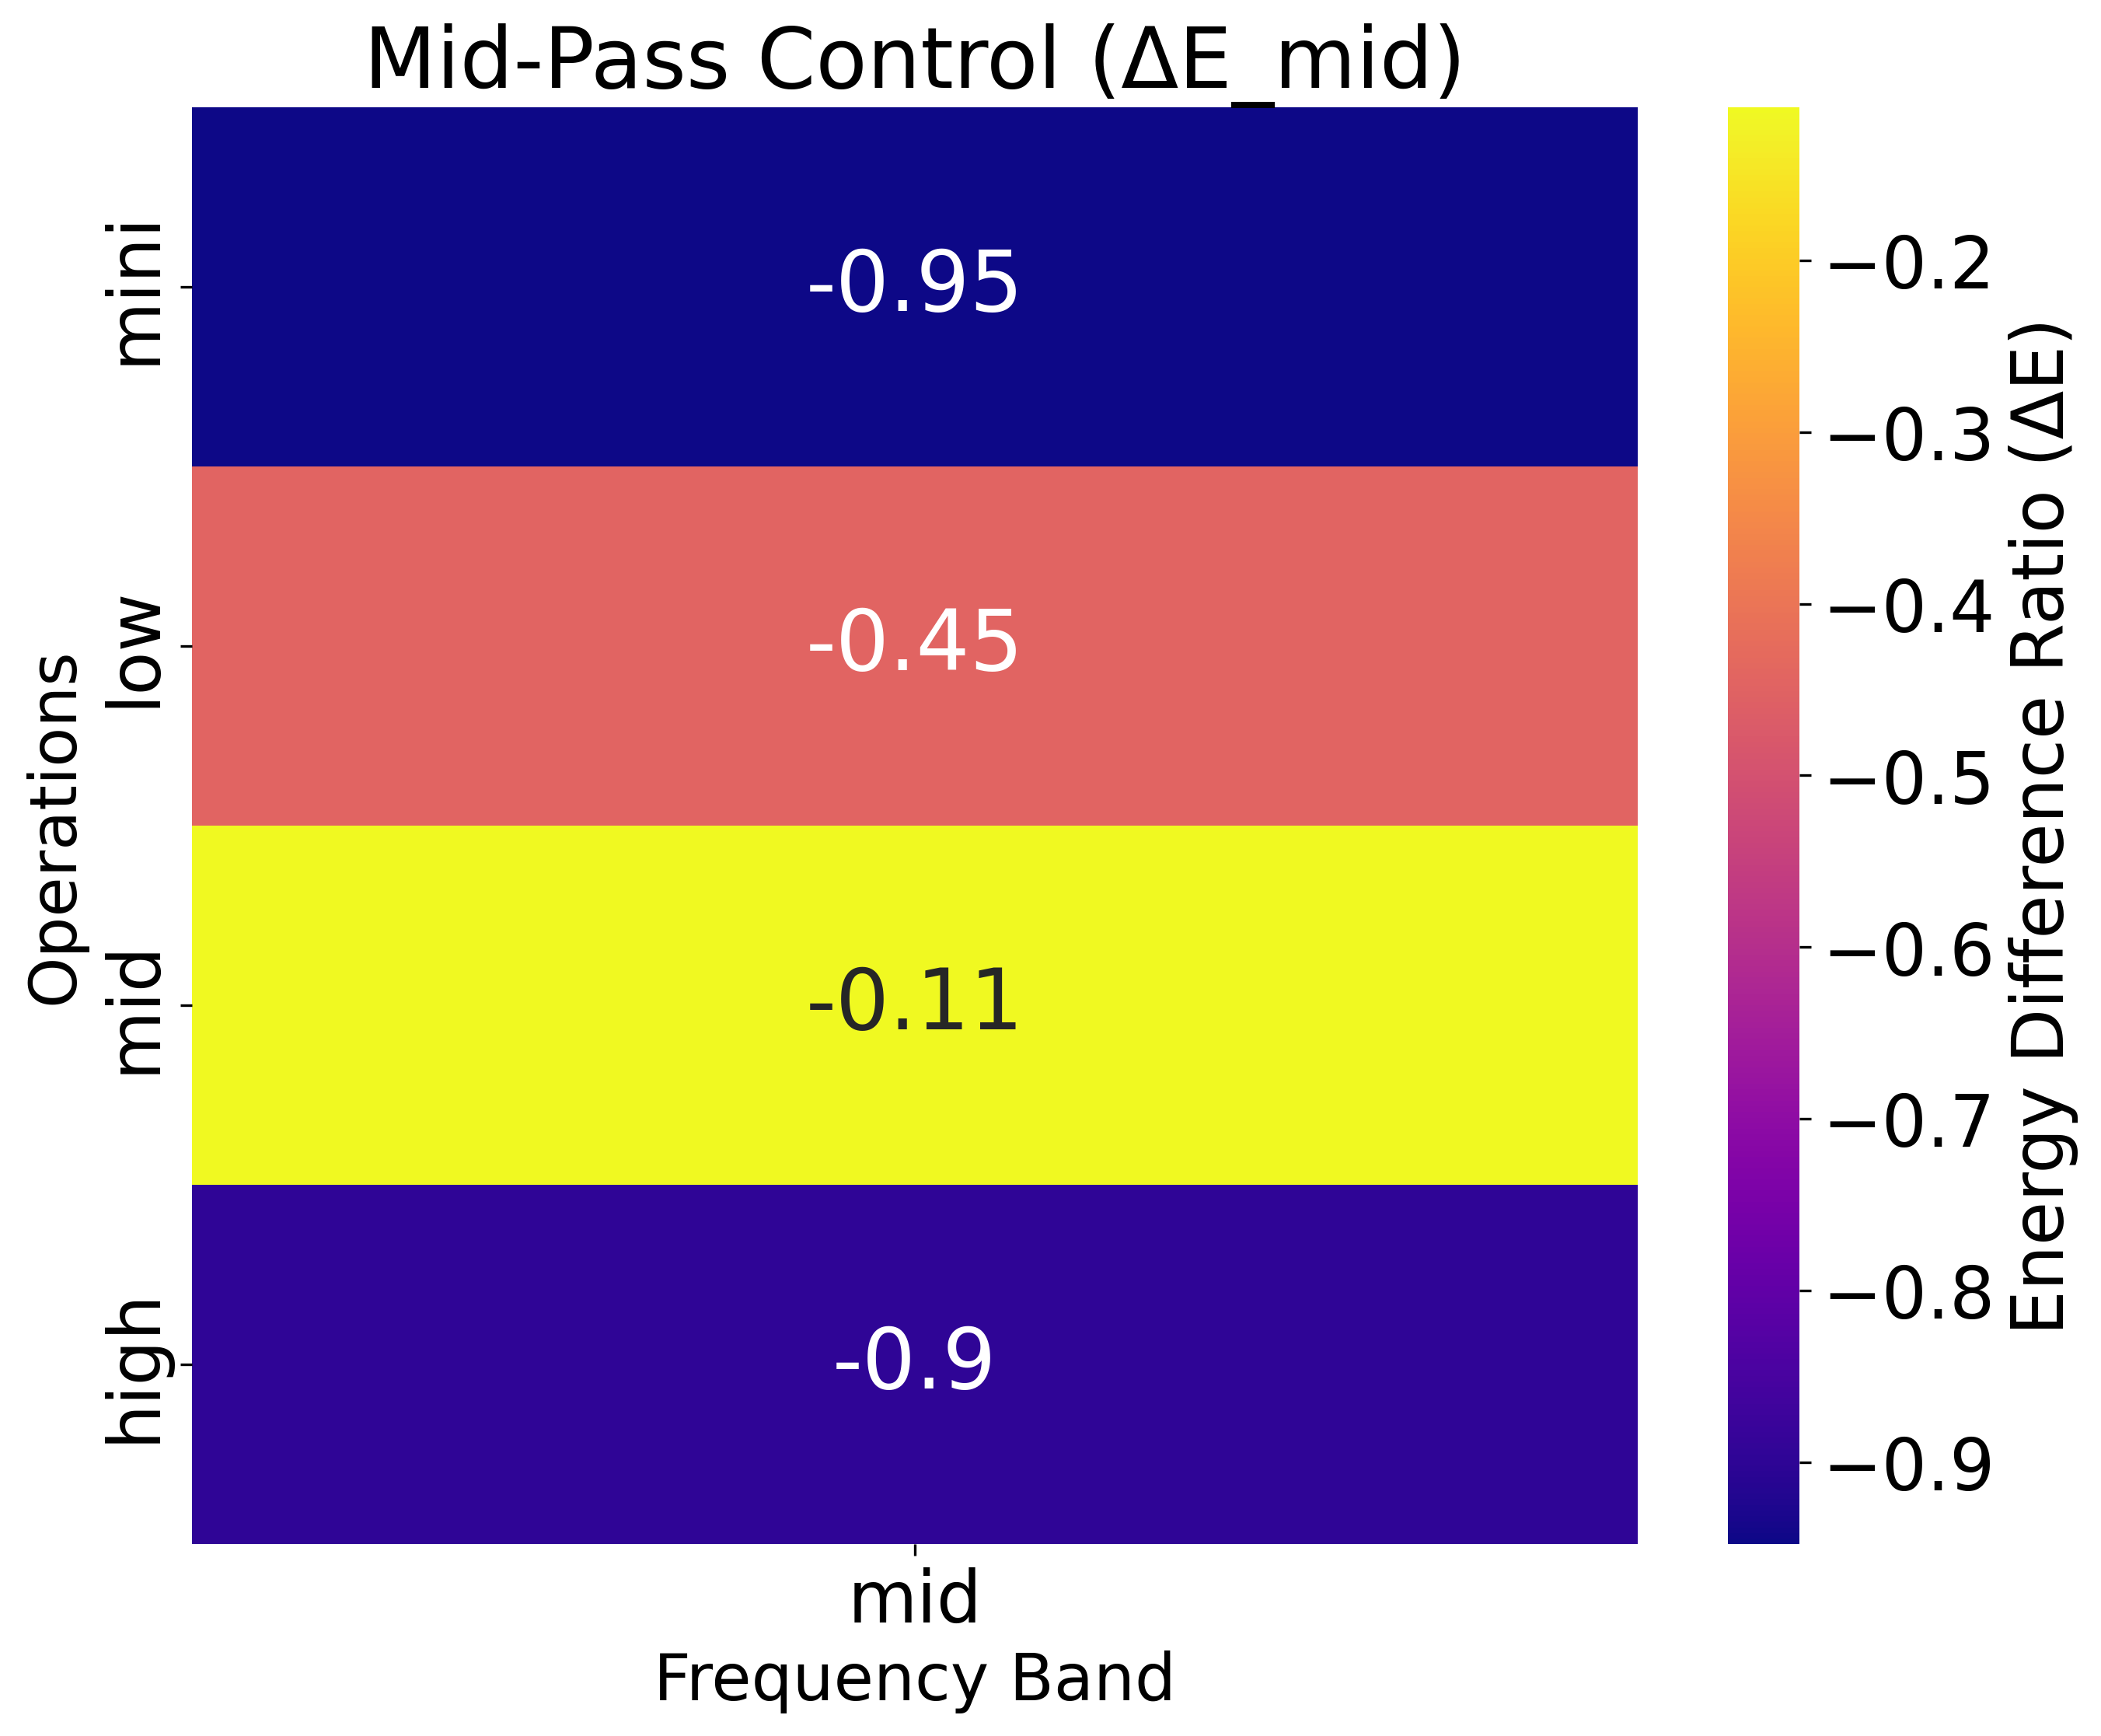 Mid-Pass Control (ΔE_mid)
Operations
mini
low
mid
high
-0.95
-0.45
-0.11
-0.9
mid
Frequency Band
−0.2
−0.3
−0.4
−0.5
−0.6
−0.7
−0.8
−0.9
Energy Difference Ratio (ΔE)